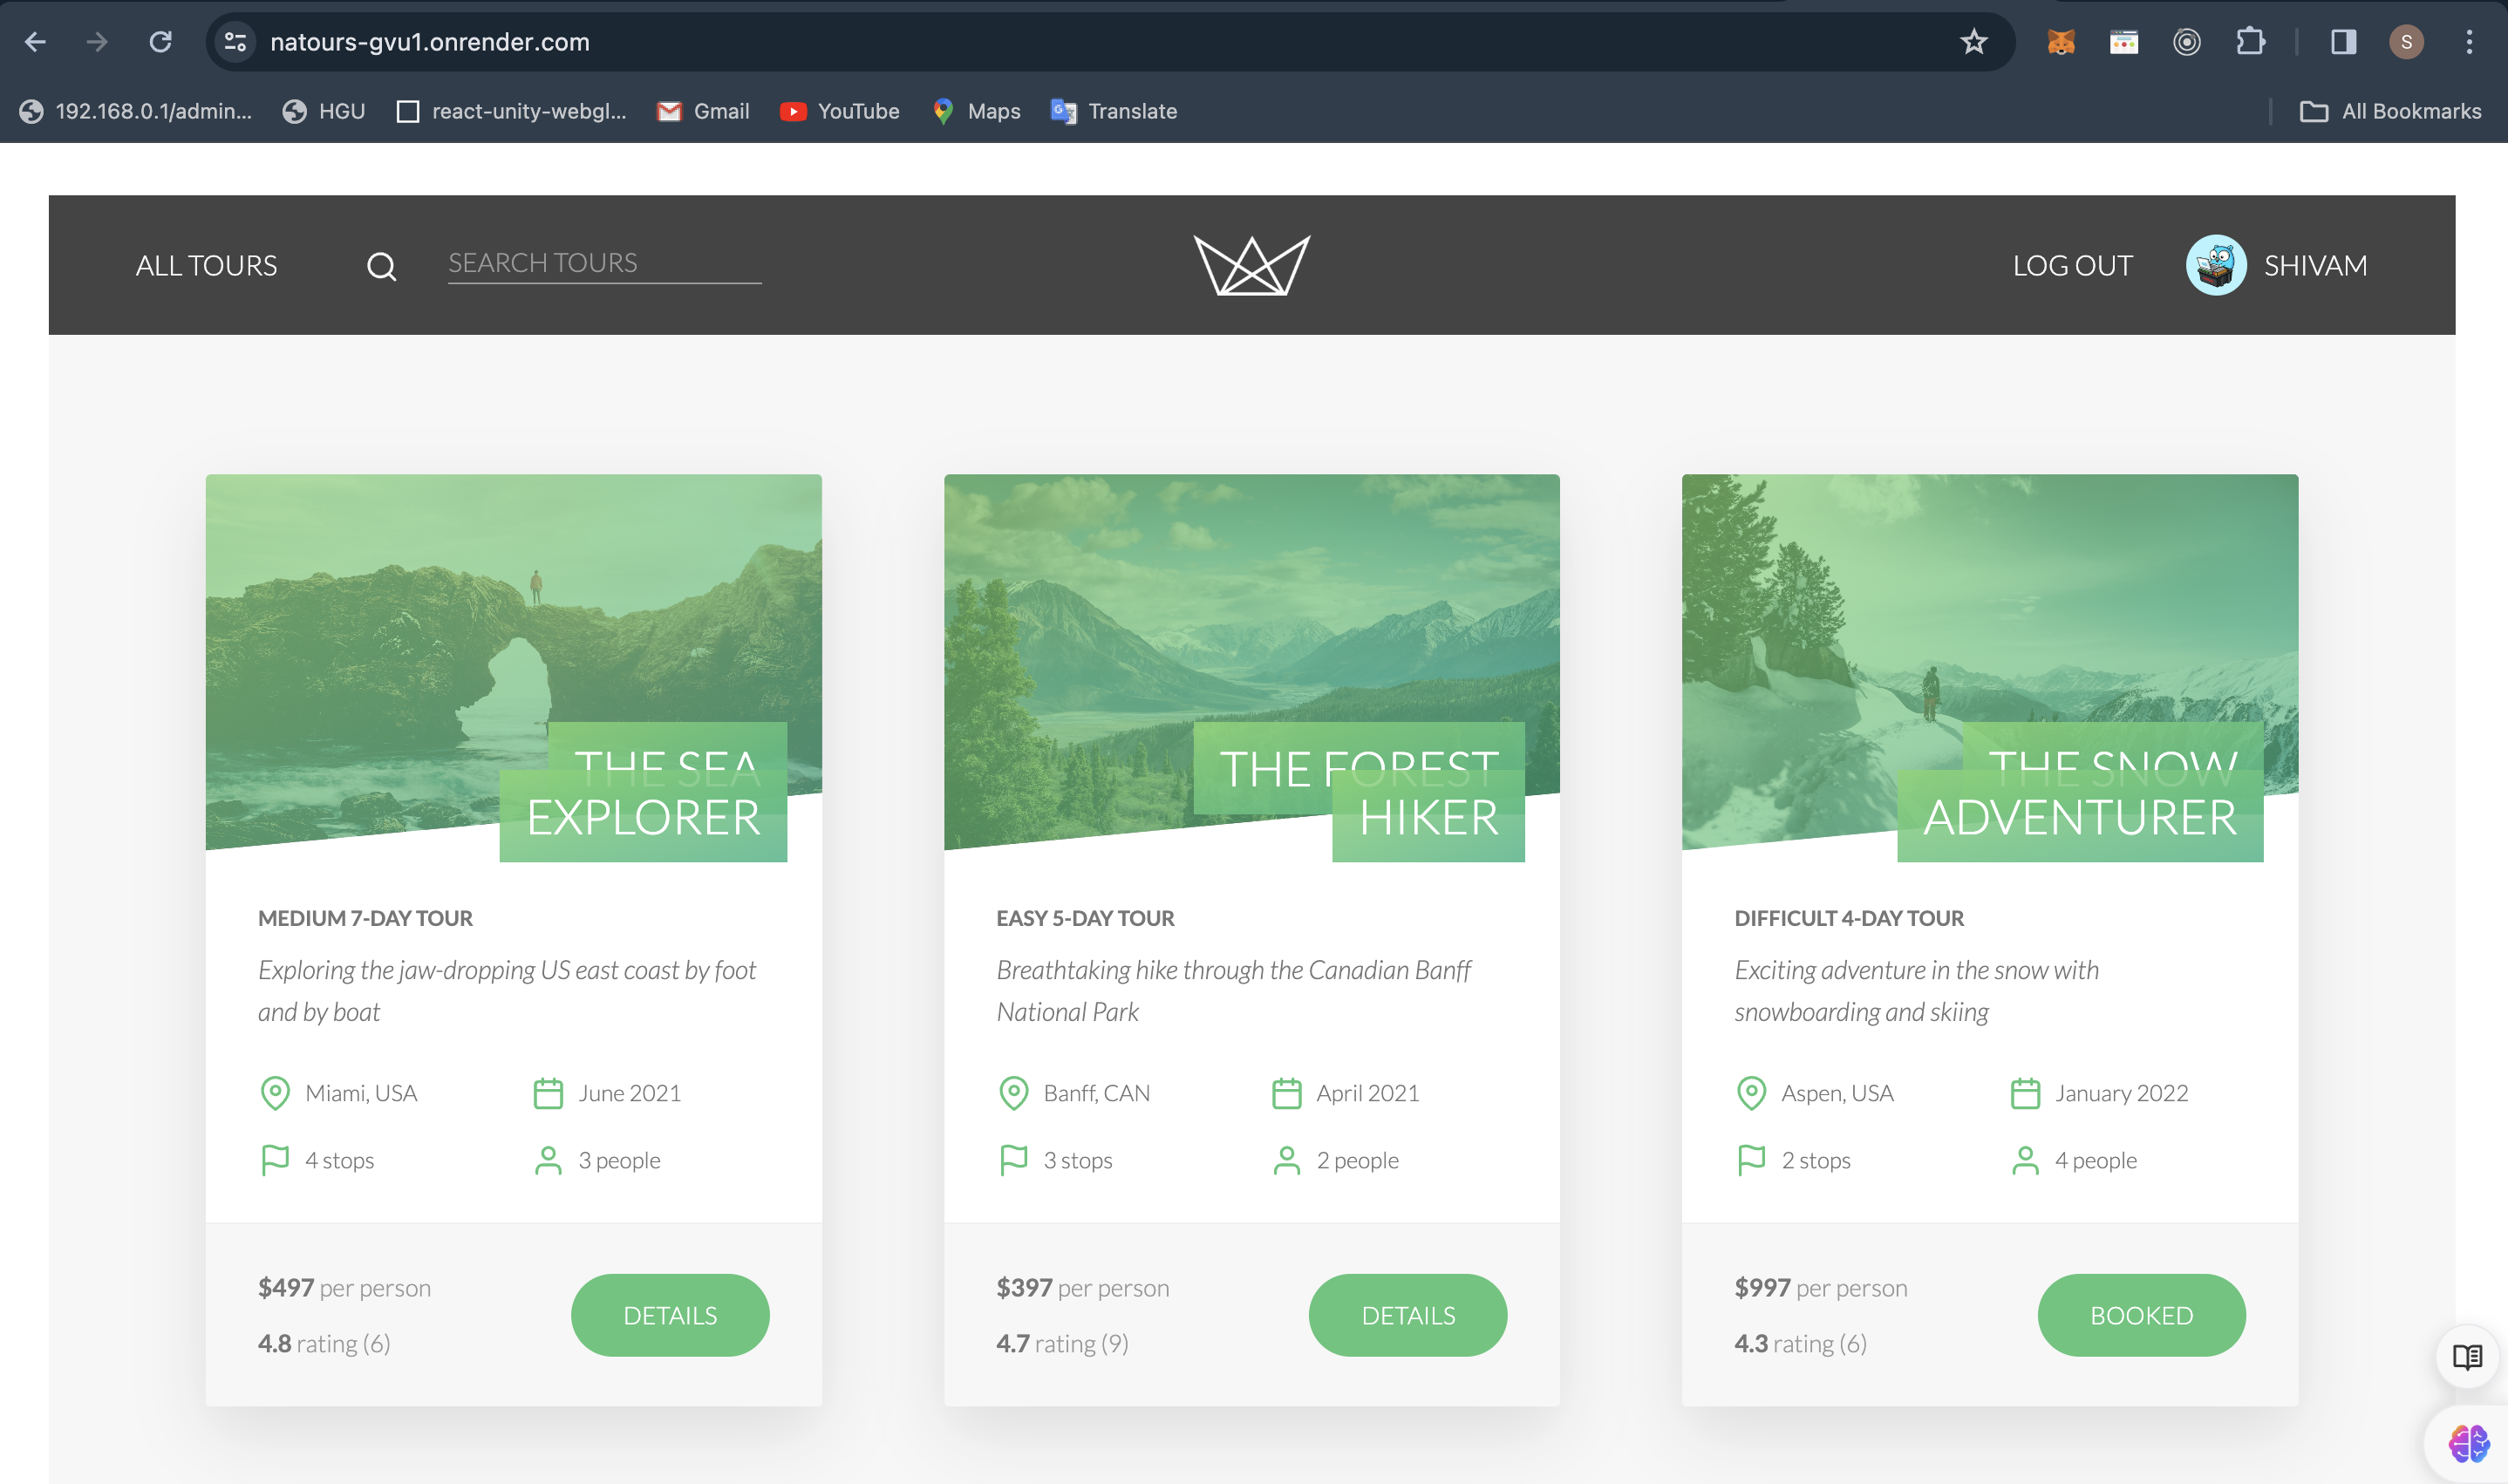 natours-gvu1.onrender.com
S
192.168.0.1/admin...
HGU
react-unity-webgl...
Gmail
YouTube
Maps
Translate
All Bookmarks
ALL TOURS
SEARCH TOURS
LOG OUT
SHIVAM
THE SEA
EXPLORER
MEDIUM 7-DAY TOUR
Exploring the jaw-dropping US east coast by foot
and by boat
Miami, USA
June 2021
4 stops
3 people
$497 per person
4.8 rating (6)
DETAILS
THE FOREST
HIKER
EASY 5-DAY TOUR
Breathtaking hike through the Canadian Banff
National Park
Banff, CAN
April 2021
3 stops
2 people
$397 per person
4.7 rating (9)
DETAILS
THE SNOW
ADVENTURER
DIFFICULT 4-DAY TOUR
Exciting adventure in the snow with
snowboarding and skiing
Aspen, USA
January 2022
2 stops
4 people
$997 per person
4.3 rating (6)
BOOKED